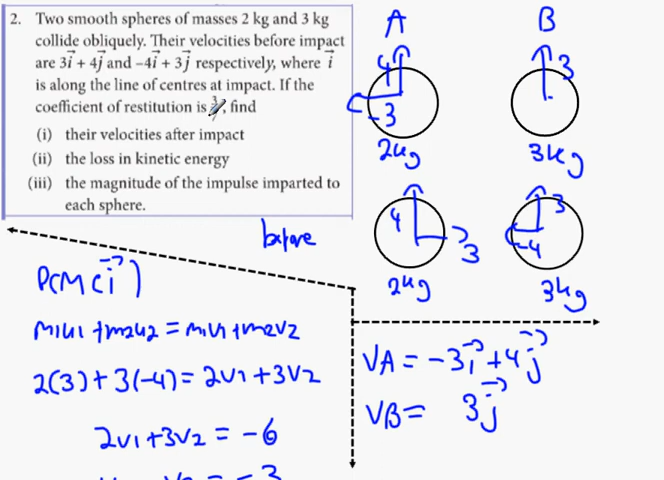 2. Two smooth spheres of masses 2 kg and 3 kg
collide obliquely. Their velocities before impact
are 3i⃗ + 4j⃗ and −4i⃗ + 3j⃗ respectively, where i⃗
is along the line of centres at impact. If the
coefficient of restitution is , find
(i) their velocities after impact
(ii) the loss in kinetic energy
(iii) the magnitude of the impulse imparted to
each sphere.
A B
4 3
-3
2kg 3kg
before
4 3
3 -4
2kg 3kg
PCM (i⃗)
m1u1 + m2u2 = m1v1 + m2v2
2(3) + 3(-4) = 2v1 + 3v2
2v1 + 3v2 = -6
= -3
VA = -3i⃗ + 4j⃗
VB = 3j⃗